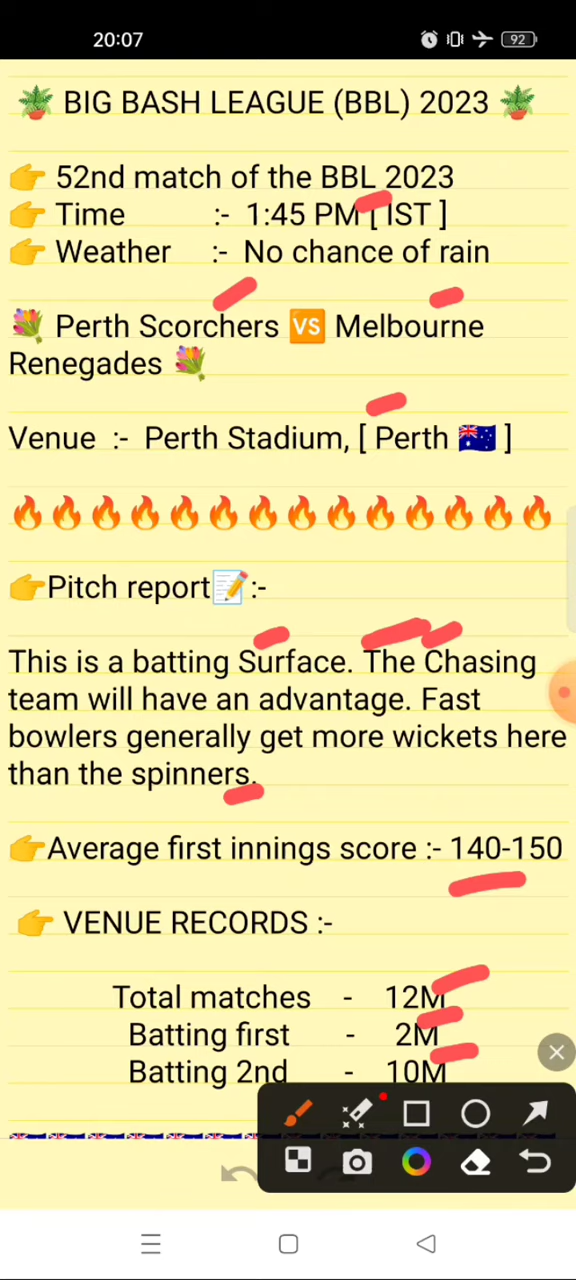 20:07
92
BIG BASH LEAGUE (BBL) 2023
👉 52nd match of the BBL 2023
👉 Time :- 1:45 PM [ IST ]
👉 Weather :- No chance of rain
💐 Perth Scorchers 🆚 Melbourne
Renegades 💐
Venue :- Perth Stadium, [ Perth 🇦🇺 ]
🔥🔥🔥🔥🔥🔥🔥🔥🔥🔥🔥🔥🔥🔥
👉Pitch report📝:-
This is a batting Surface. The Chasing
team will have an advantage. Fast
bowlers generally get more wickets here
than the spinners.
👉Average first innings score :- 140-150
👉 VENUE RECORDS :-
Total matches - 12M
Batting first - 2M
Batting 2nd - 10M